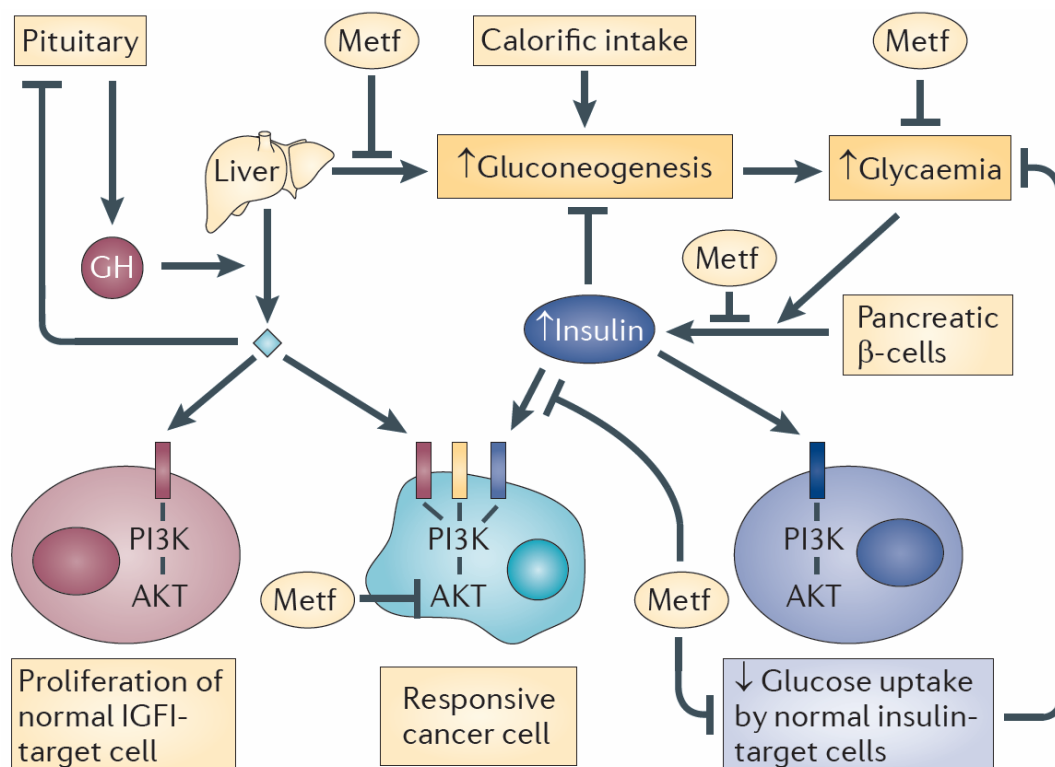 Pituitary
Metf
Calorific intake
Metf
Liver
↑Gluconeogenesis
↑Glycaemia
GH
Metf
↑Insulin
Pancreatic
β-cells
PI3K
AKT
PI3K
AKT
PI3K
AKT
Metf
Metf
Proliferation of
normal IGFI-
target cell
Responsive
cancer cell
↓ Glucose uptake
by normal insulin-
target cells